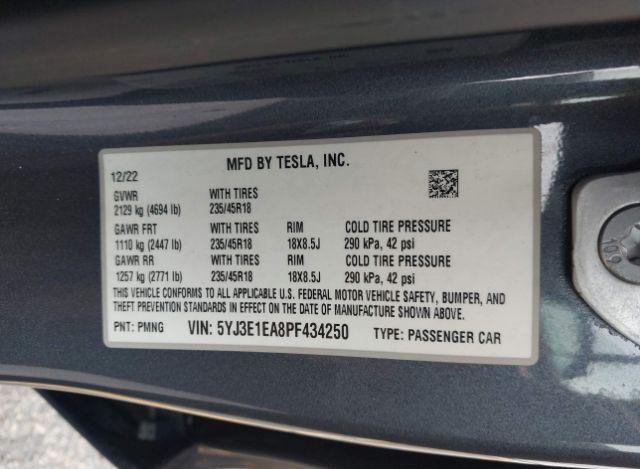 MFD BY TESLA, INC.
12/22
GVWR WITH TIRES
2129 kg (4694 lb) 235/45R18
GAWR FRT WITH TIRES RIM COLD TIRE PRESSURE
1110 kg (2447 lb) 235/45R18 18X8.5J 290 kPa, 42 psi
GAWR RR WITH TIRES RIM COLD TIRE PRESSURE
1257 kg (2771 lb) 235/45R18 18X8.5J 290 kPa, 42 psi
THIS VEHICLE CONFORMS TO ALL APPLICABLE U.S. FEDERAL MOTOR VEHICLE SAFETY, BUMPER, AND
THEFT PREVENTION STANDARDS IN EFFECT ON THE DATE OF MANUFACTURE SHOWN ABOVE.
PNT: PMNG VIN: 5YJ3E1EA8PF434250 TYPE: PASSENGER CAR
10.9